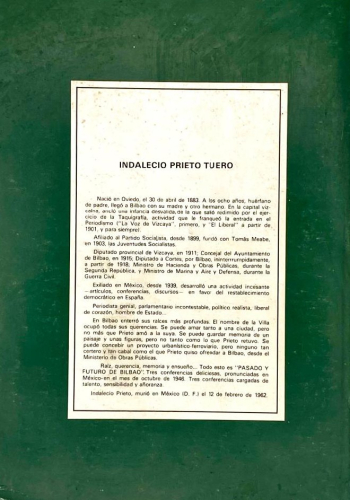 INDALECIO PRIETO TUERO
Nació en Oviedo, el 30 de abril de 1883. A los ocho años, huérfano
de padre, llegó a Bilbao con su madre y otro hermano. En la capital viz-
caína, vivió una infancia desvalida, de la que salió redimido por el ejer-
cicio de la Taquigrafía, actividad que le franqueó la entrada en el
Periodismo ("La Voz de Vizcaya", primero, y "El Liberal" a partir de
1901, y para siempre).
Afiliado al Partido Socialista, desde 1899, fundó con Tomás Meabe,
en 1903, las Juventudes Socialistas.
Diputado provincial de Vizcaya, en 1911; Concejal del Ayuntamiento
de Bilbao, en 1915; Diputado a Cortes, por Bilbao, ininterrumpidamente,
a partir de 1918; Ministro de Hacienda y Obras Públicas, durante la
Segunda República, y Ministro de Marina y Aire y Defensa, durante la
Guerra Civil.
Exiliado en México, desde 1939, desarrolló una actividad incesante
—artículos, conferencias, discursos— en favor del restablecimiento
democrático en España.
Periodista genial, parlamentario incontestable, político realista, liberal
de corazón, hombre de Estado...
En Bilbao enterró sus raíces más profundas. El nombre de la Villa
ocupó todas sus querencias. Se puede amar tanto a una ciudad, pero
no más que Prieto amó a la suya. Se puede guardar memoria de un
paisaje y unas figuras, pero no tanto como lo que Prieto retuvo. Se
puede concebir un proyecto urbanístico-ferroviario, pero ninguno tan
certero y tan cabal como el que Prieto quiso ofrendar a Bilbao, desde el
Ministerio de Obras Públicas.
Raíz, querencia, memoria y ensueño... Todo esto es "PASADO Y
FUTURO DE BILBAO". Tres conferencias deliciosas, pronunciadas en
México en el mes de octubre de 1946. Tres conferencias cargadas de
talento, sensibilidad y añoranza.
Indalecio Prieto, murió en México (D. F.) el 12 de febrero de 1962.